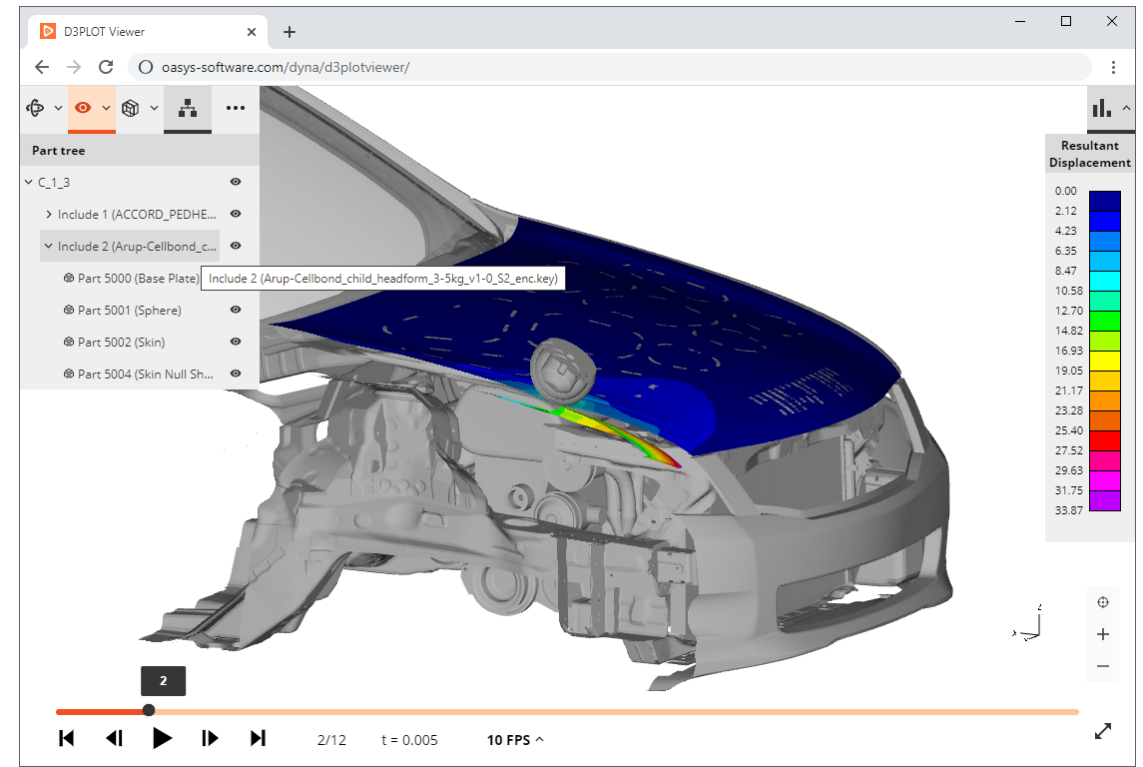 D3PLOT Viewer
oasys-software.com/dyna/d3plotviewer/
Part tree
C_1_3
Include 1 (ACCORD_PEDHE...
Include 2 (Arup-Cellbond_c...
Part 5000 (Base Plate)
Include 2 (Arup-Cellbond_child_headform_3-5kg_v1-0_S2_enc.key)
Part 5001 (Sphere)
Part 5002 (Skin)
Part 5004 (Skin Null Sh...
Resultant
Displacement
0.00
2.12
4.23
6.35
8.47
10.58
12.70
14.82
16.93
19.05
21.17
23.28
25.40
27.52
29.63
31.75
33.87
Z
X
Y
2
2/12
t = 0.005
10 FPS